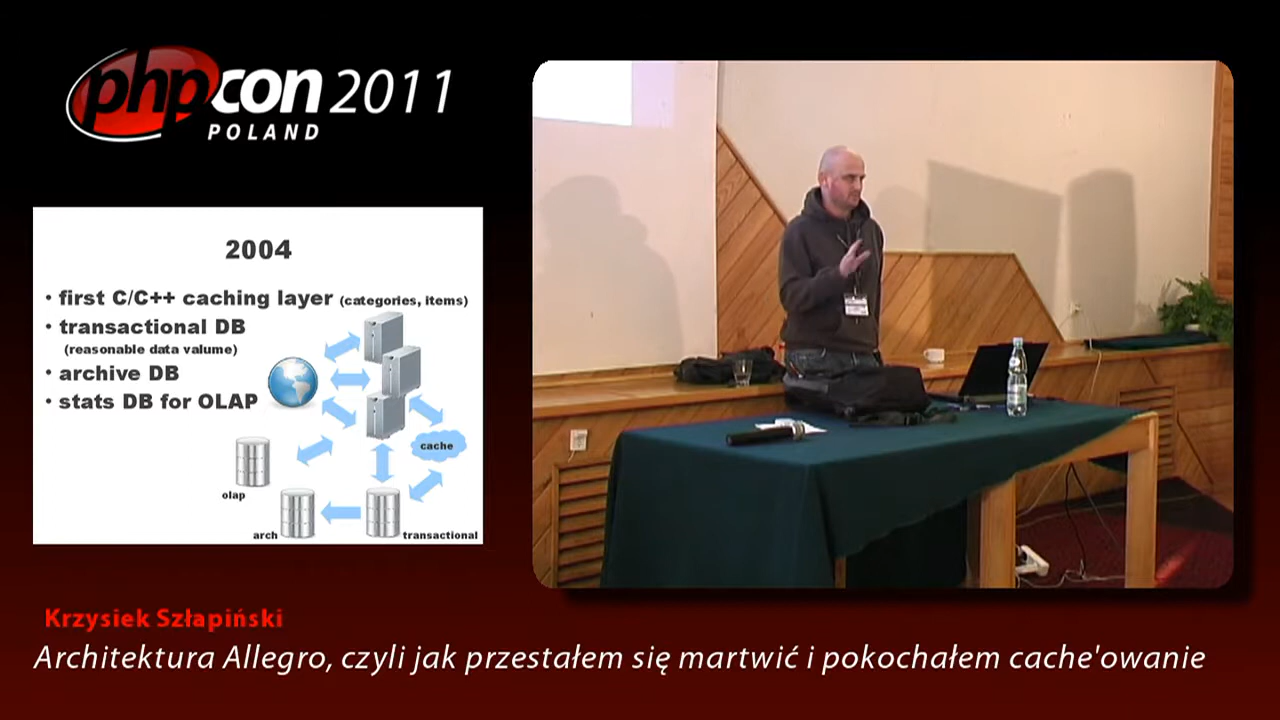 phpcon 2011
POLAND
2004
• first C/C++ caching layer (categories, items)
• transactional DB
(reasonable data volume)
• archive DB
• stats DB for OLAP
cache
olap
arch
transactional
Krzysiek Szłapiński
Architektura Allegro, czyli jak przestałem się martwić i pokochałem cache'owanie